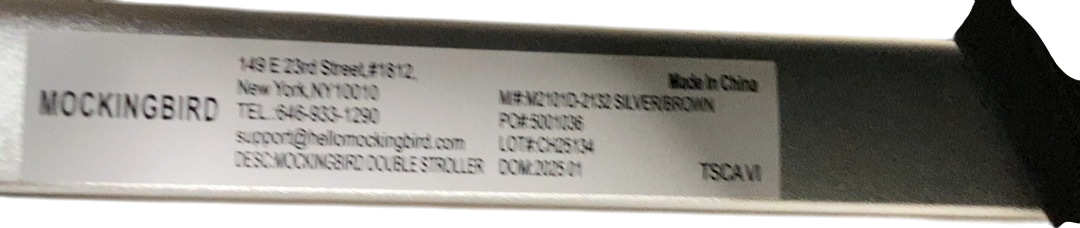 MOCKINGBIRD
149 E 23rd Street,#1812,
New York,NY10010
TEL.:646-933-1290
support@hellomockingbird.com
DESC:MOCKINGBIRD DOUBLE STROLLER
Made In China
M/#:M2101D-2132 SILVER/BROWN
PO#:5001036
LOT#:CH25134
DOM:2025 01
TSCA VI